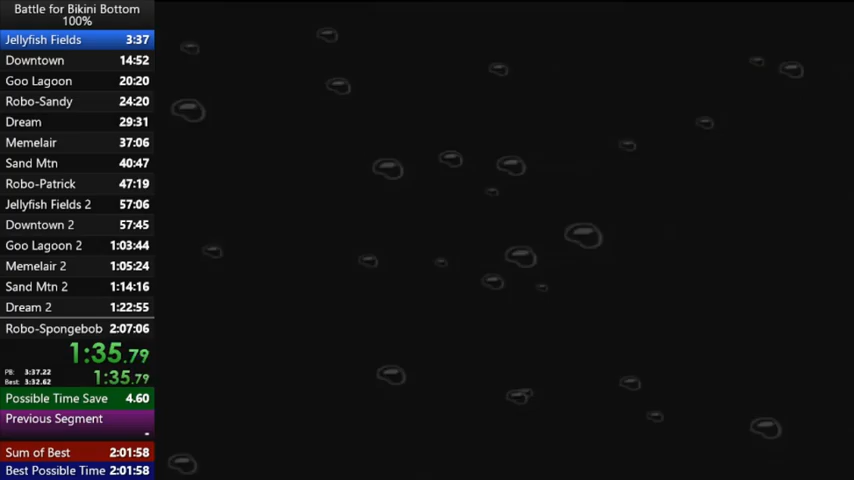 Battle for Bikini Bottom
100%
Jellyfish Fields 3:37
Downtown 14:52
Goo Lagoon 20:20
Robo-Sandy 24:20
Dream 29:31
Memelair 37:06
Sand Mtn 40:47
Robo-Patrick 47:19
Jellyfish Fields 2 57:06
Downtown 2 57:45
Goo Lagoon 2 1:03:44
Memelair 2 1:05:24
Sand Mtn 2 1:14:16
Dream 2 1:22:55
Robo-Spongebob 2:07:06
1:35.79
PB: 3:37.22
Best: 3:32.62 1:35.79
Possible Time Save 4.60
Previous Segment
-
Sum of Best 2:01:58
Best Possible Time 2:01:58